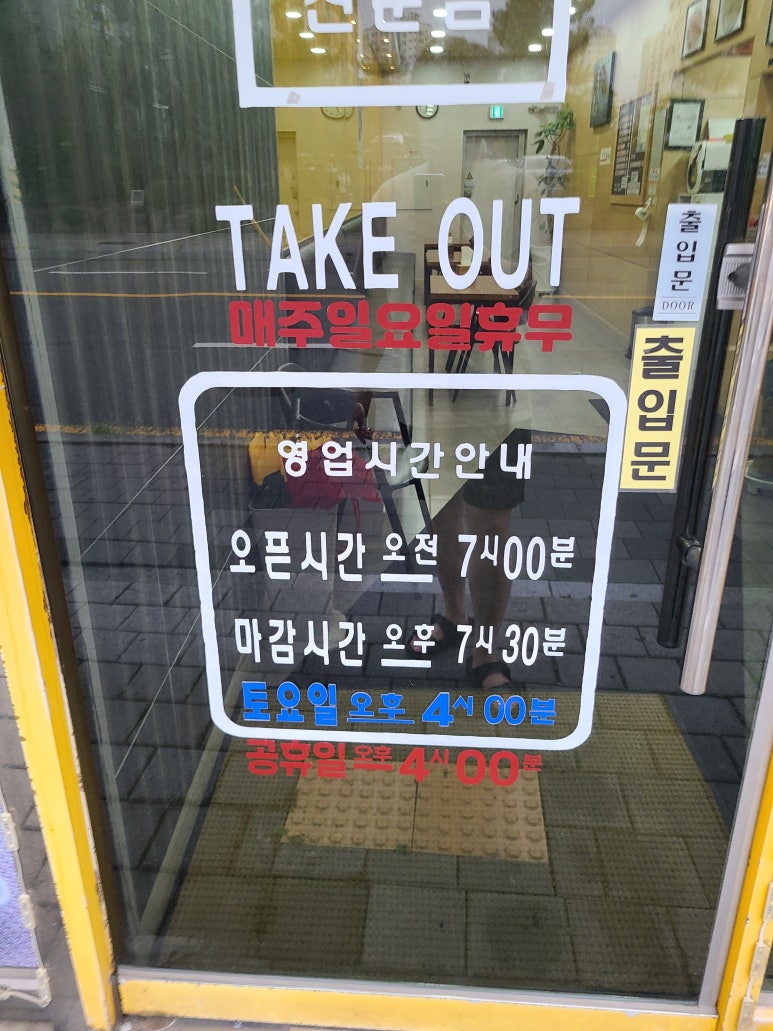 전문점
TAKE OUT
매주일요일휴무
출입문
DOOR
출입문
영업시간안내
오픈시간 오전 7시00분
마감시간 오후 7시30분
토요일 오후 4시00분
공휴일 오후 4시00분